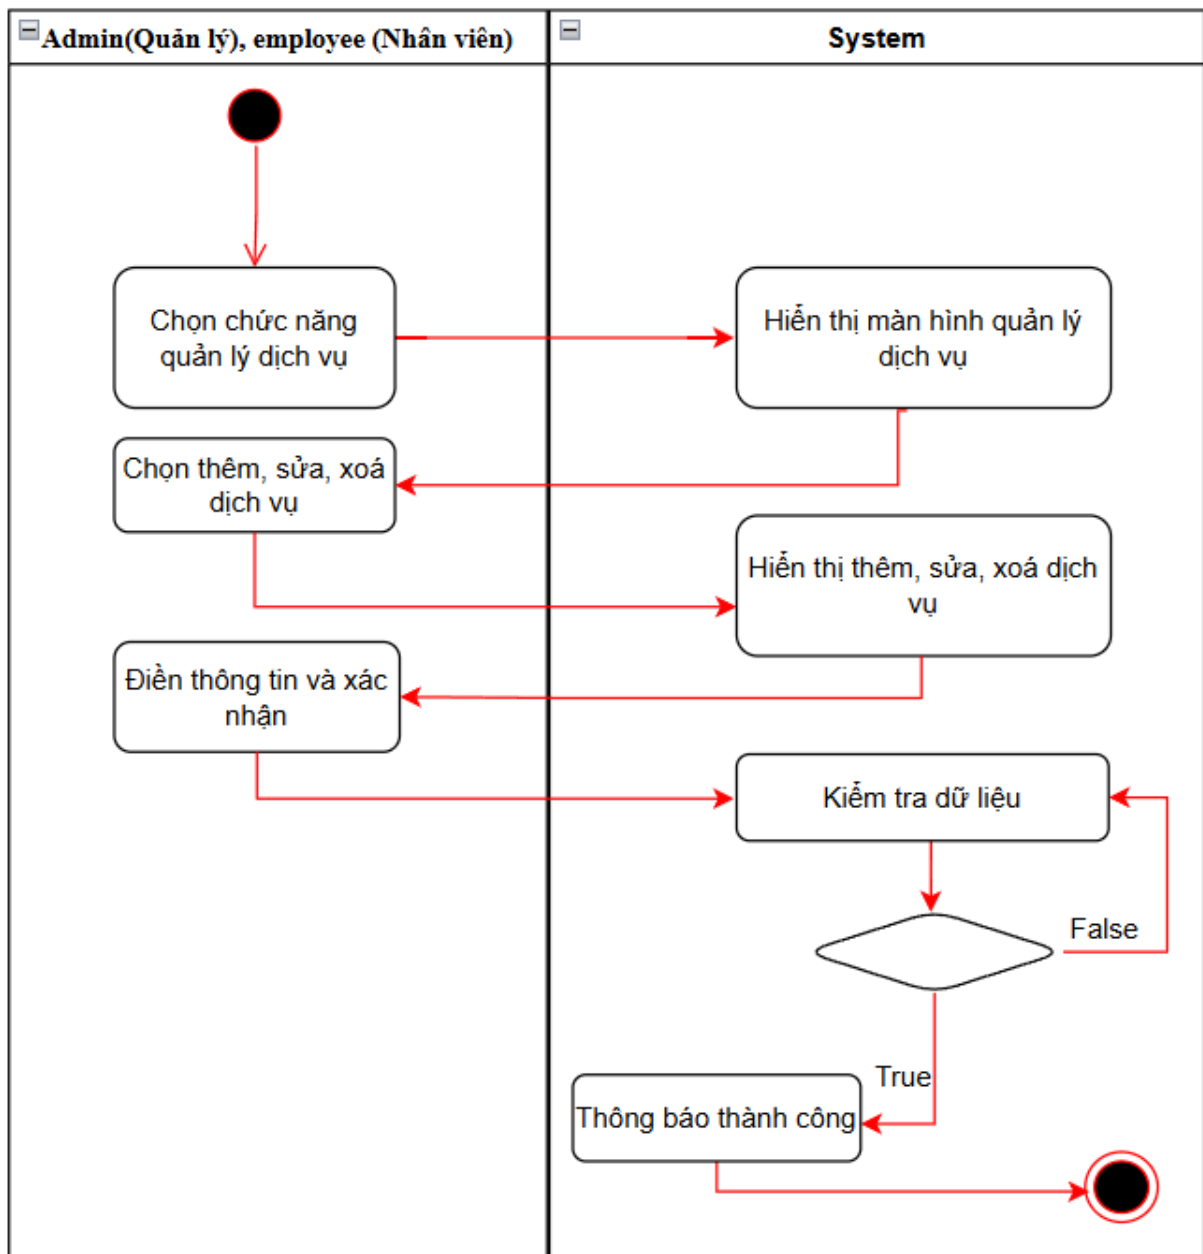 Admin(Quản lý), employee (Nhân viên)
System
Chọn chức năng
quản lý dịch vụ
Hiển thị màn hình quản lý
dịch vụ
Chọn thêm, sửa, xoá
dịch vụ
Hiển thị thêm, sửa, xoá dịch
vụ
Điền thông tin và xác
nhận
Kiểm tra dữ liệu
False
True
Thông báo thành công